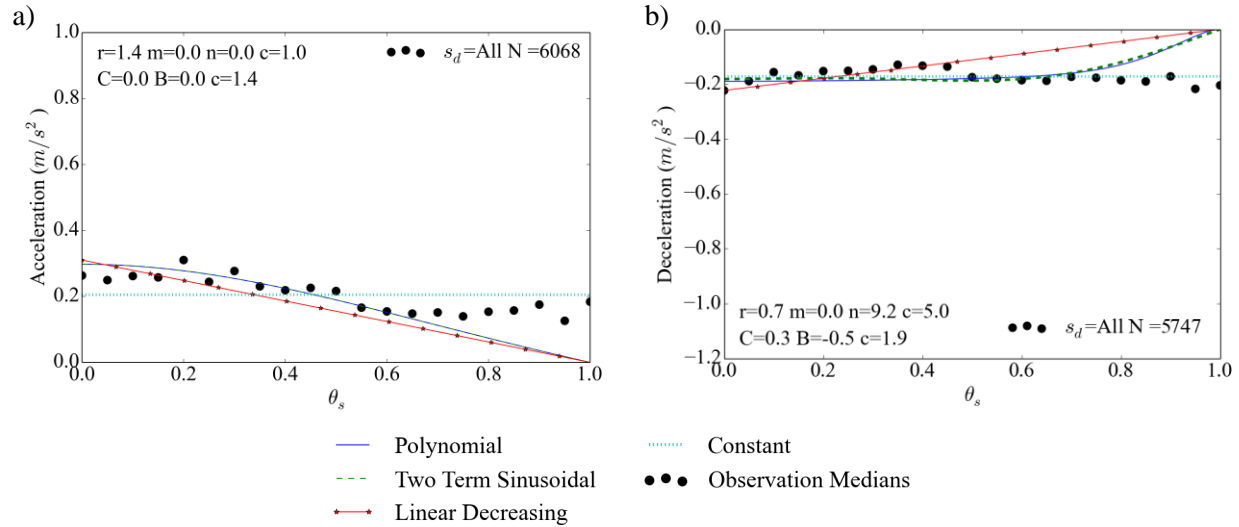 a)
1.0
0.8
0.6
0.4
0.2
0.0
Acceleration (m/s²)
r=1.4 m=0.0 n=0.0 c=1.0
C=0.0 B=0.0 c=1.4
s_d=All N =6068
0.0 0.2 0.4 0.6 0.8 1.0
θ_s
b)
−0.0
−0.2
−0.4
−0.6
−0.8
−1.0
−1.2
Deceleration (m/s²)
r=0.7 m=0.0 n=9.2 c=5.0
C=0.3 B=-0.5 c=1.9
s_d=All N =5747
0.0 0.2 0.4 0.6 0.8 1.0
θ_s
Polynomial
Two Term Sinusoidal
Linear Decreasing
Constant
Observation Medians